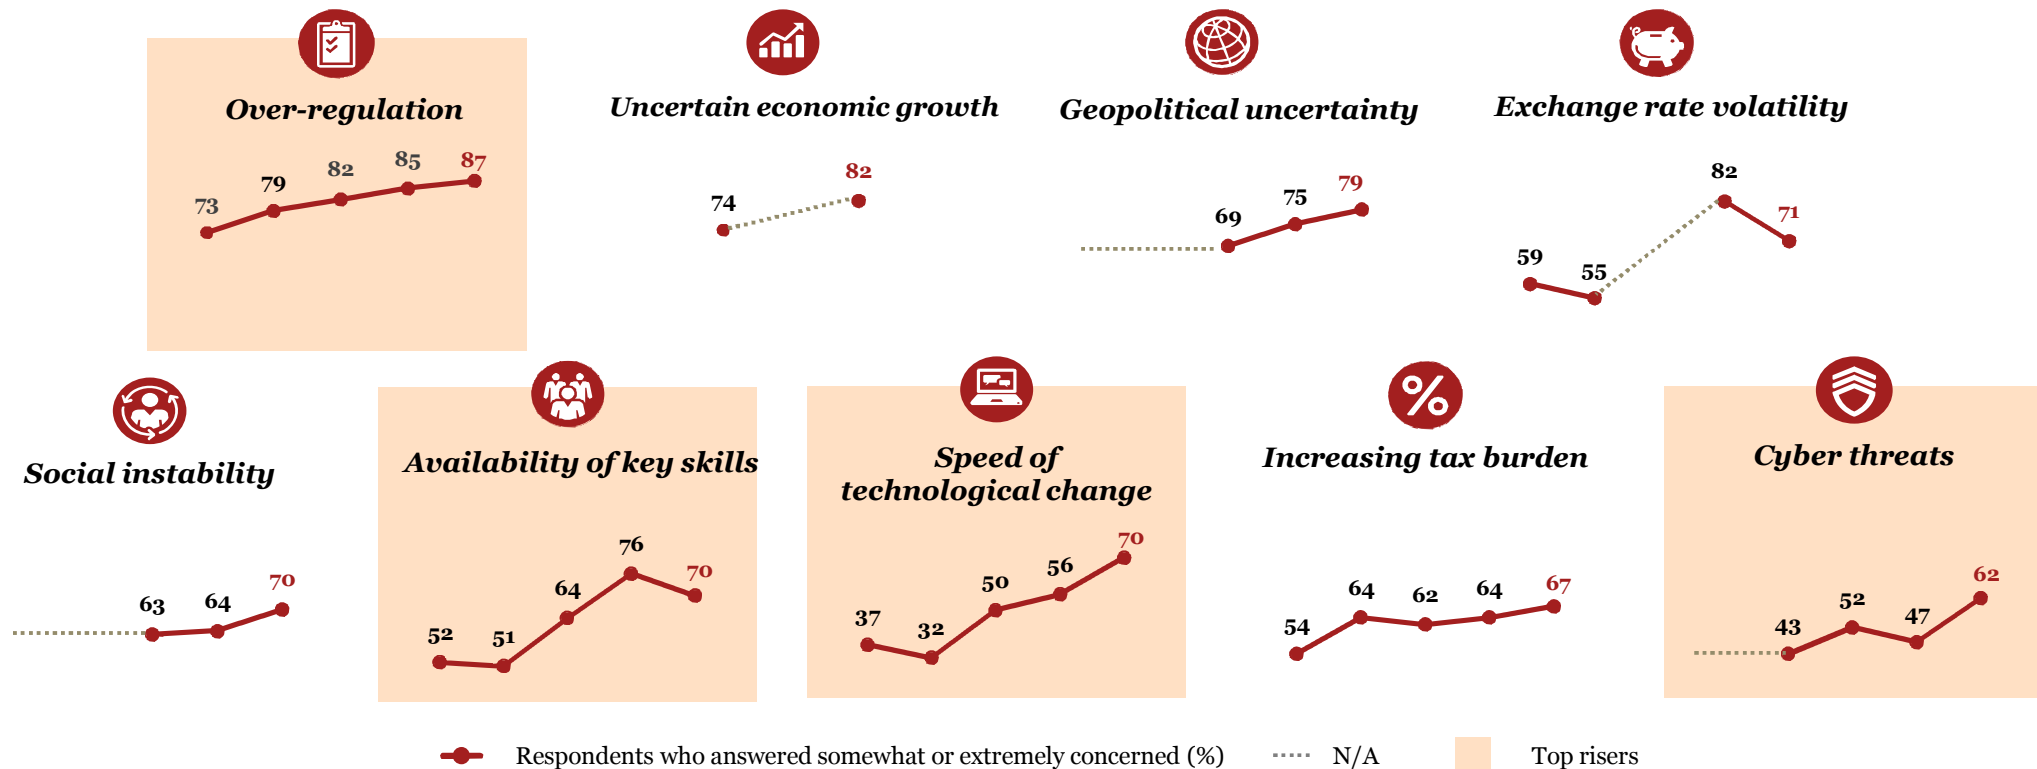 Over-regulation
73
79
82
85
87
Uncertain economic growth
74
82
Geopolitical uncertainty
69
75
79
Exchange rate volatility
59
55
82
71
Social instability
63
64
70
Availability of key skills
52
51
64
76
70
Speed of
technological change
37
32
50
56
70
Increasing tax burden
54
64
62
64
67
Cyber threats
43
52
47
62
Respondents who answered somewhat or extremely concerned (%)
N/A
Top risers